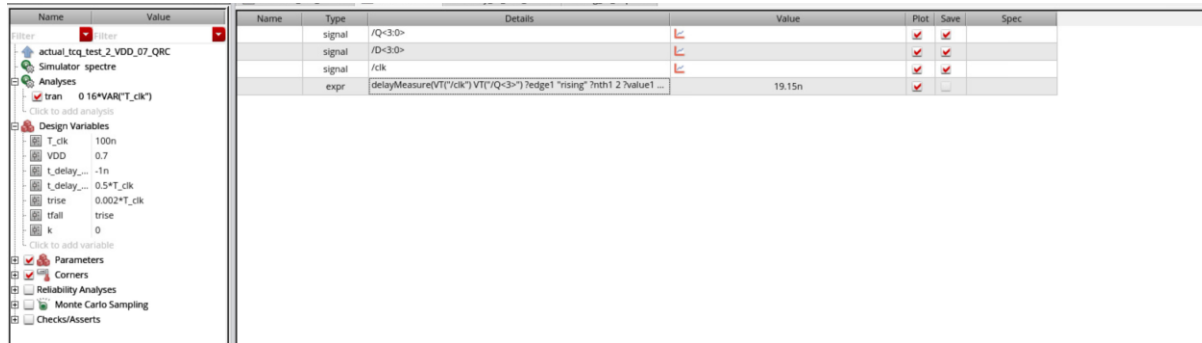 Name Value
Filter Filter
actual_tcq_test_2_VDD_07_QRC
Simulator spectre
Analyses
tran 0 16*VAR("T_clk")
Click to add analysis
Design Variables
T_clk 100n
VDD 0.7
t_delay_... -1n
t_delay_... 0.5*T_clk
trise 0.002*T_clk
tfall trise
k 0
Click to add variable
Parameters
Corners
Reliability Analyses
Monte Carlo Sampling
Checks/Asserts
Name Type Details Value Plot Save Spec
signal /Q<3:0>
signal /D<3:0>
signal /clk
expr delayMeasure(VT("/clk") VT("/Q<3>") ?edge1 "rising" ?nth1 2 ?value1 ... 19.15n